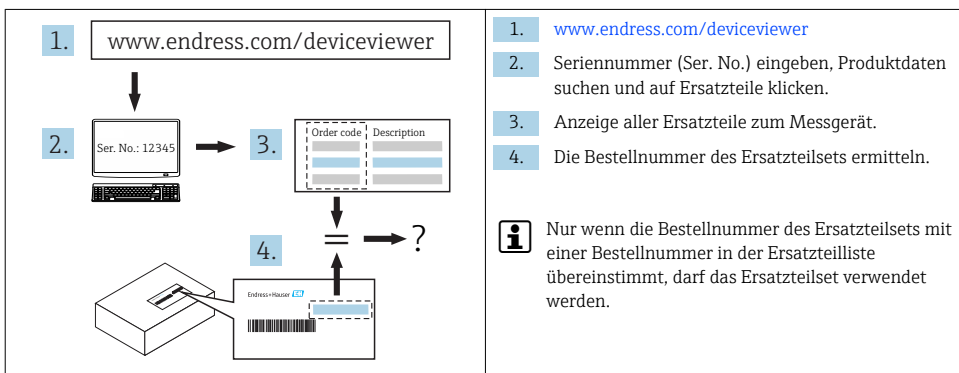 1. www.endress.com/deviceviewer
2. Ser. No.: 12345
3. Order code Description
= ?
4.
Endress+Hauser EH
1. www.endress.com/deviceviewer
2. Seriennummer (Ser. No.) eingeben, Produktdaten
suchen und auf Ersatzteile klicken.
3. Anzeige aller Ersatzteile zum Messgerät.
4. Die Bestellnummer des Ersatzteilsets ermitteln.
i Nur wenn die Bestellnummer des Ersatzteilsets mit
einer Bestellnummer in der Ersatzteilliste
übereinstimmt, darf das Ersatzteilset verwendet
werden.